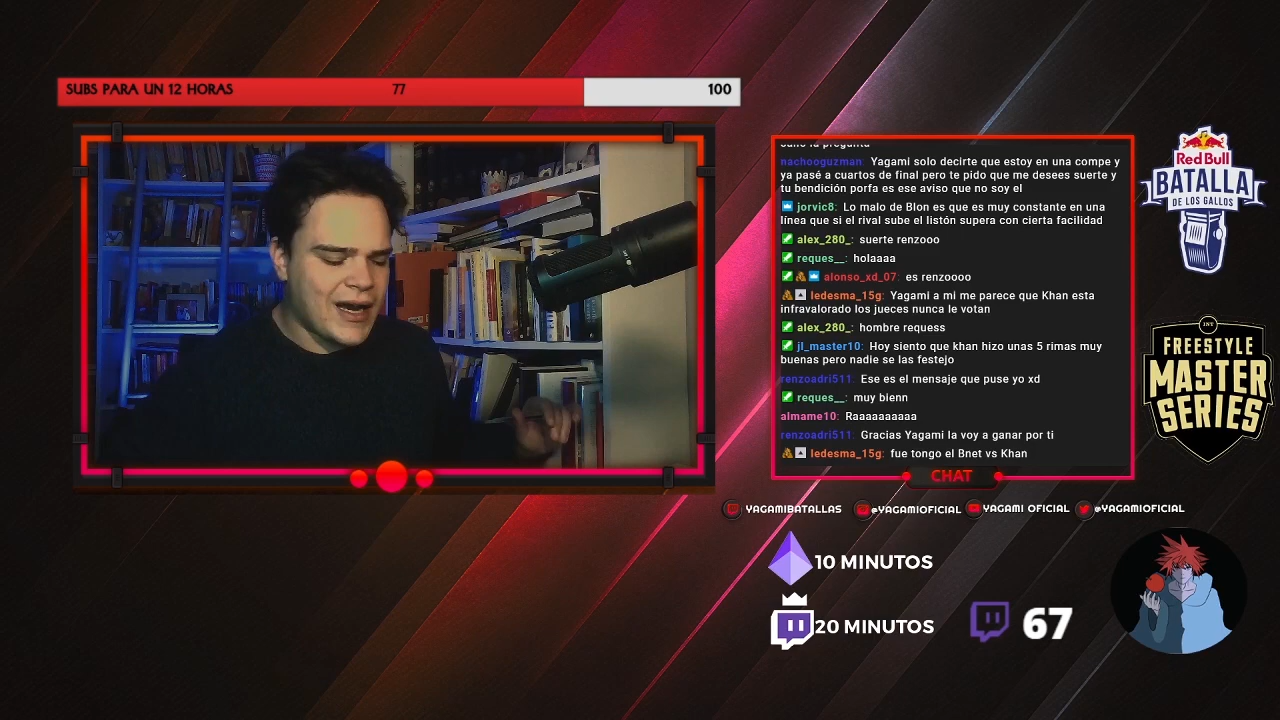 SUBS PARA UN 12 HORAS 77 100
nachooguzman: Yagami solo decirte que estoy en una compe y
ya pasé a cuartos de final pero te pido que me desees suerte y
tu bendición porfa es ese aviso que no soy el
jorvic8: Lo malo de Blon es que es muy constante en una
línea que si el rival sube el listón supera con cierta facilidad
alex_280_: suerte renzooo
reques__: holaaaa
alonso_xd_07: es renzoooo
ledesma_15g: Yagami a mi me parece que Khan esta
infravalorado los jueces nunca le votan
alex_280_: hombre requess
jl_master10: Hoy siento que khan hizo unas 5 rimas muy
buenas pero nadie se las festejo
renzoadri511: Ese es el mensaje que puse yo xd
reques__: muy bienn
almame10: Raaaaaaaaaa
renzoadri511: Gracias Yagami la voy a ganar por ti
ledesma_15g: fue tongo el Bnet vs Khan
CHAT
Red Bull
BATALLA
DE LOS GALLOS
INT
FREESTYLE
MASTER
SERIES
YAGAMIBATALLAS @YAGAMIOFICIAL YAGAMI OFICIAL @YAGAMIOFICIAL
10 MINUTOS
20 MINUTOS 67